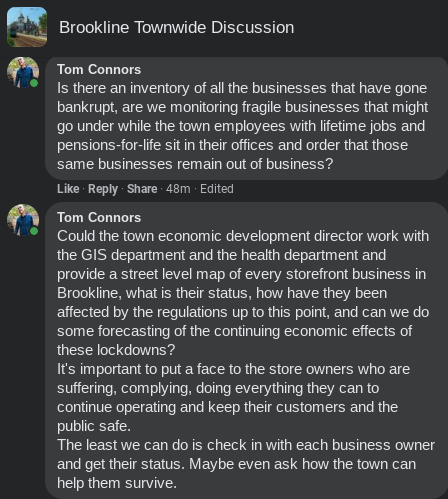 Brookline Townwide Discussion
Tom Connors
Is there an inventory of all the businesses that have gone
bankrupt, are we monitoring fragile businesses that might
go under while the town employees with lifetime jobs and
pensions-for-life sit in their offices and order that those
same businesses remain out of business?
Like · Reply · Share · 48m · Edited
Tom Connors
Could the town economic development director work with
the GIS department and the health department and
provide a street level map of every storefront business in
Brookline, what is their status, how have they been
affected by the regulations up to this point, and can we do
some forecasting of the continuing economic effects of
these lockdowns?
It's important to put a face to the store owners who are
suffering, complying, doing everything they can to
continue operating and keep their customers and the
public safe.
The least we can do is check in with each business owner
and get their status. Maybe even ask how the town can
help them survive.